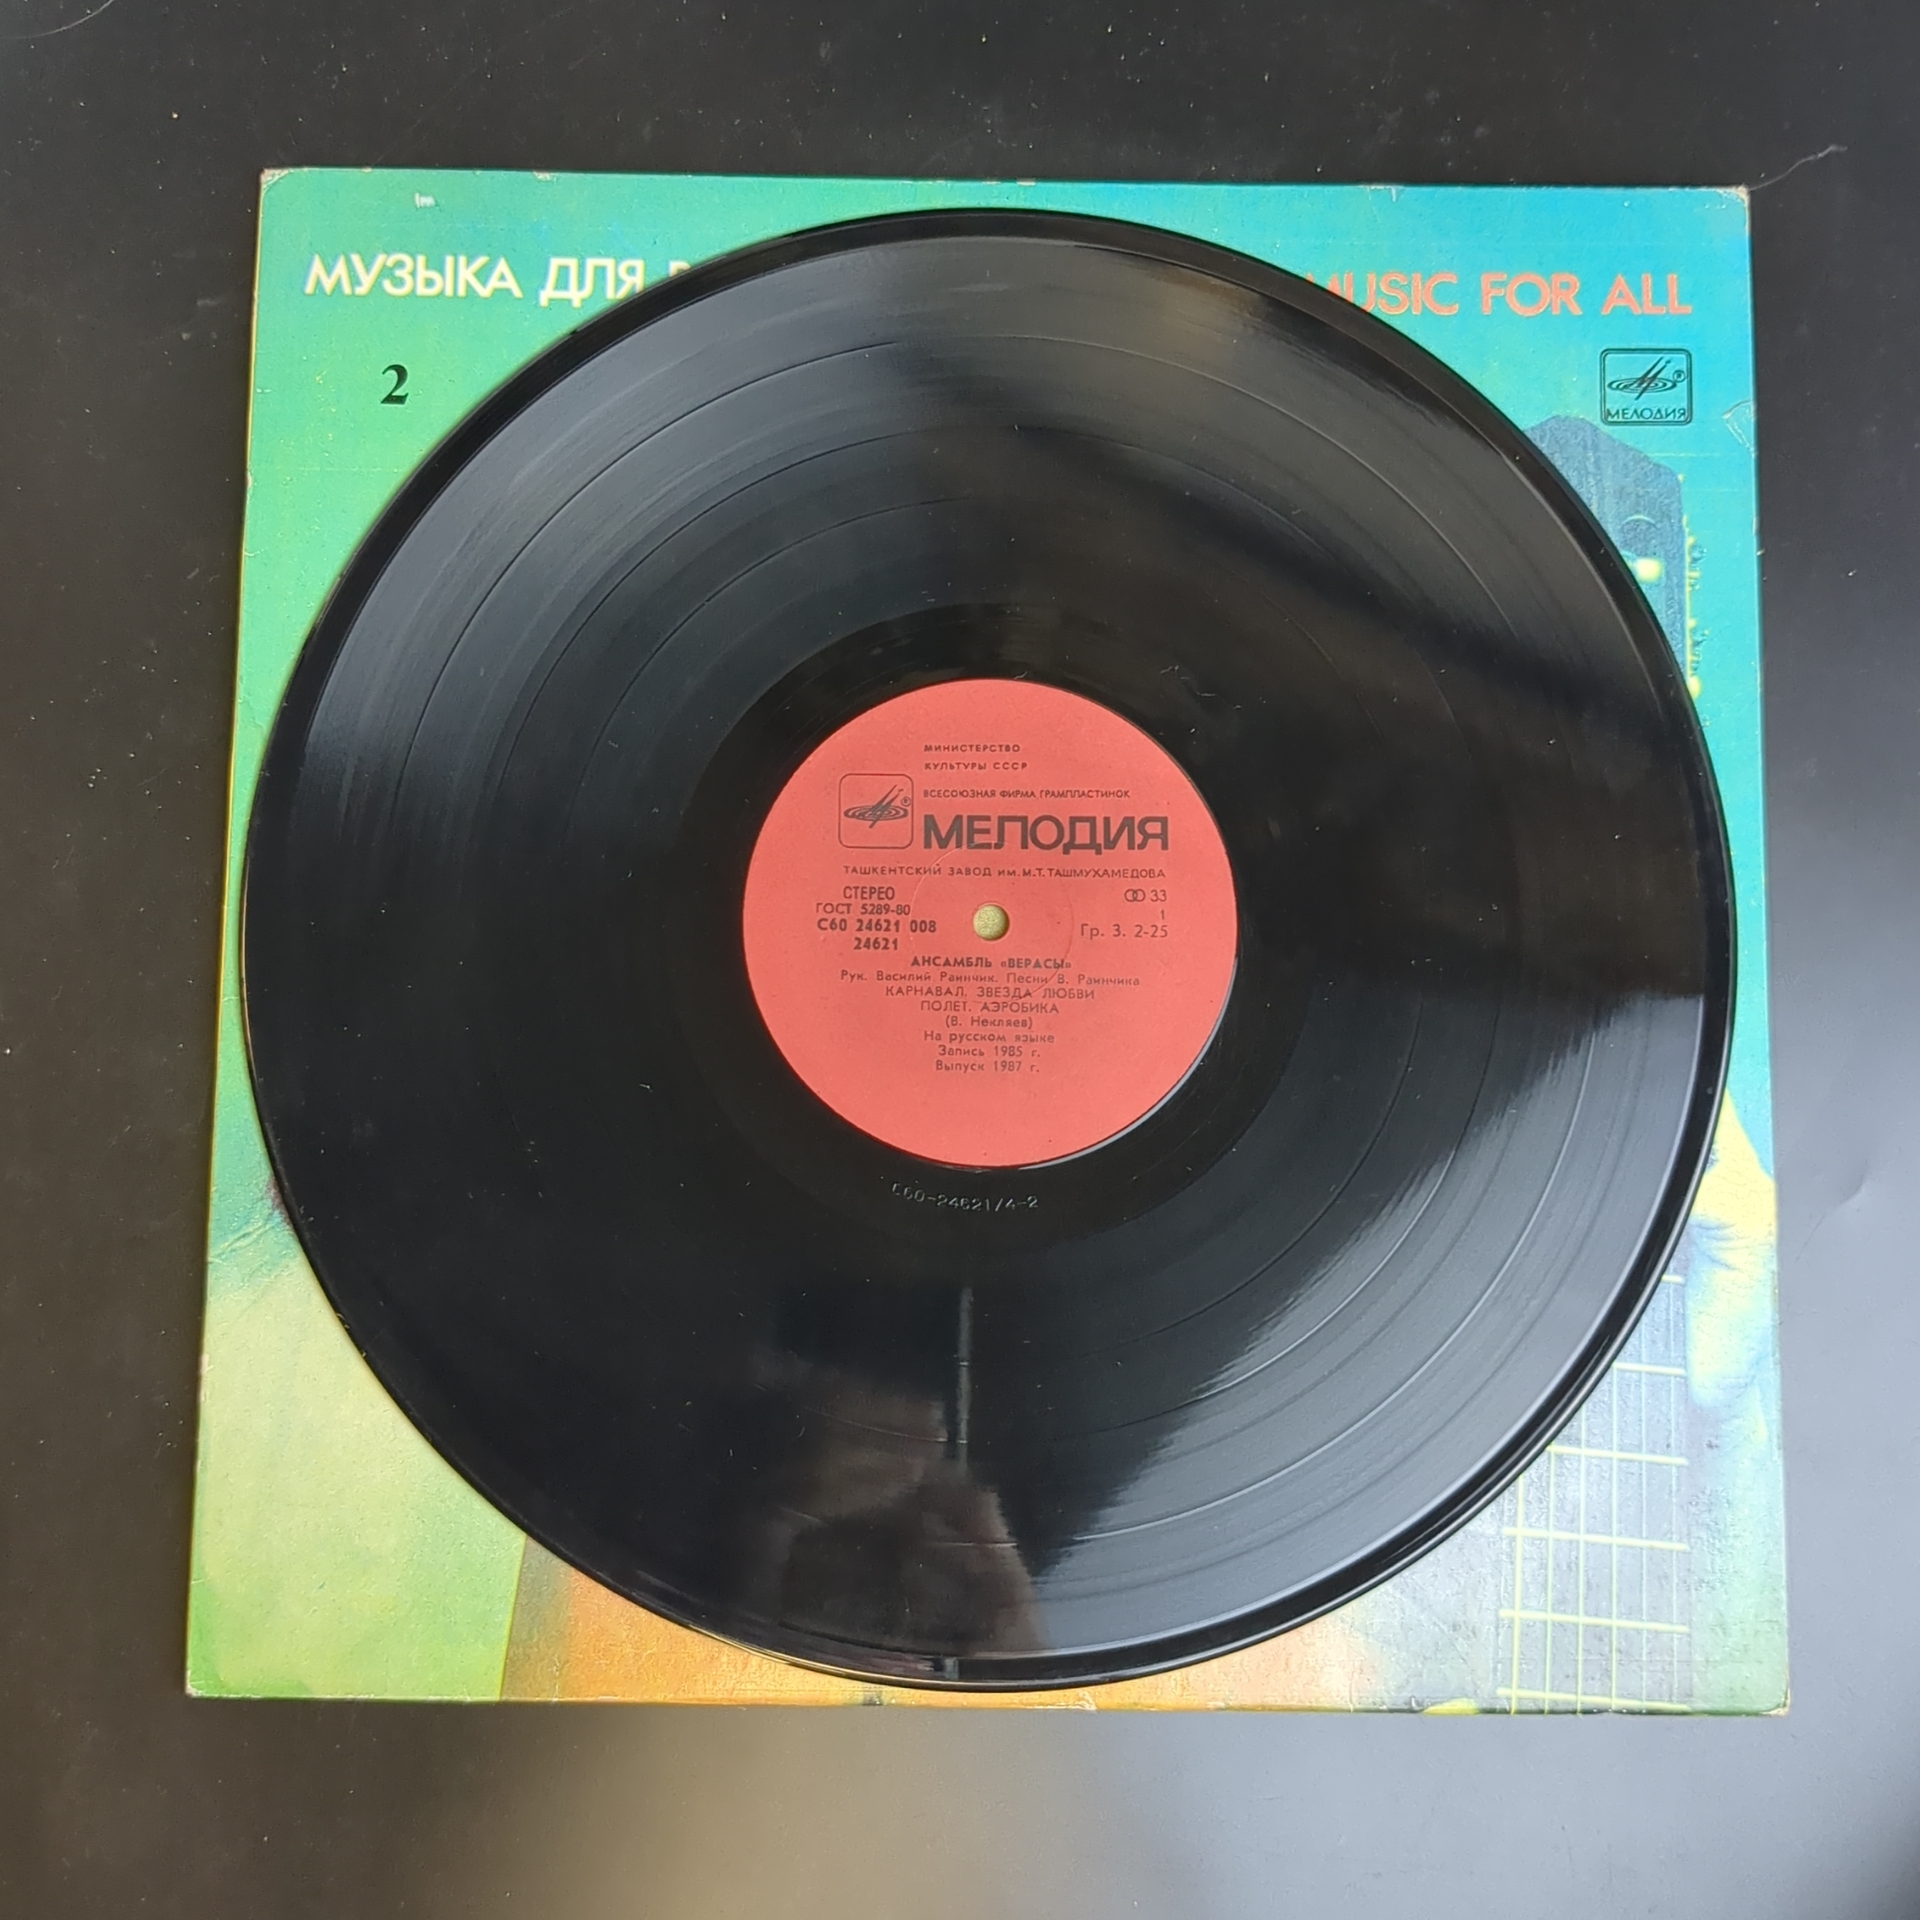 МУЗЫКА ДЛЯ
MUSIC FOR ALL
2
МЕЛОДИЯ
МИНИСТЕРСТВО
КУЛЬТУРЫ СССР
ВСЕСОЮЗНАЯ ФИРМА ГРАМПЛАСТИНОК
МЕЛОДИЯ
ТАШКЕНТСКИЙ ЗАВОД ИМ. М.Т. ТАШМУХАМЕДОВА
СТЕРЕО 33
ГОСТ 5289-80 1
С60 24621 008 Гр. 3. 2-25
24621
АНСАМБЛЬ «ВЕРАСЫ»
Рук. Василий Раинчик. Песни В. Раинчика
КАРНАВАЛ. ЗВЕЗДА ЛЮБВИ
ПОЛЕТ. АЭРОБИКА
(В. Некляев)
На русском языке
Запись 1985 г.
Выпуск 1987 г.
С60-24621/4-2